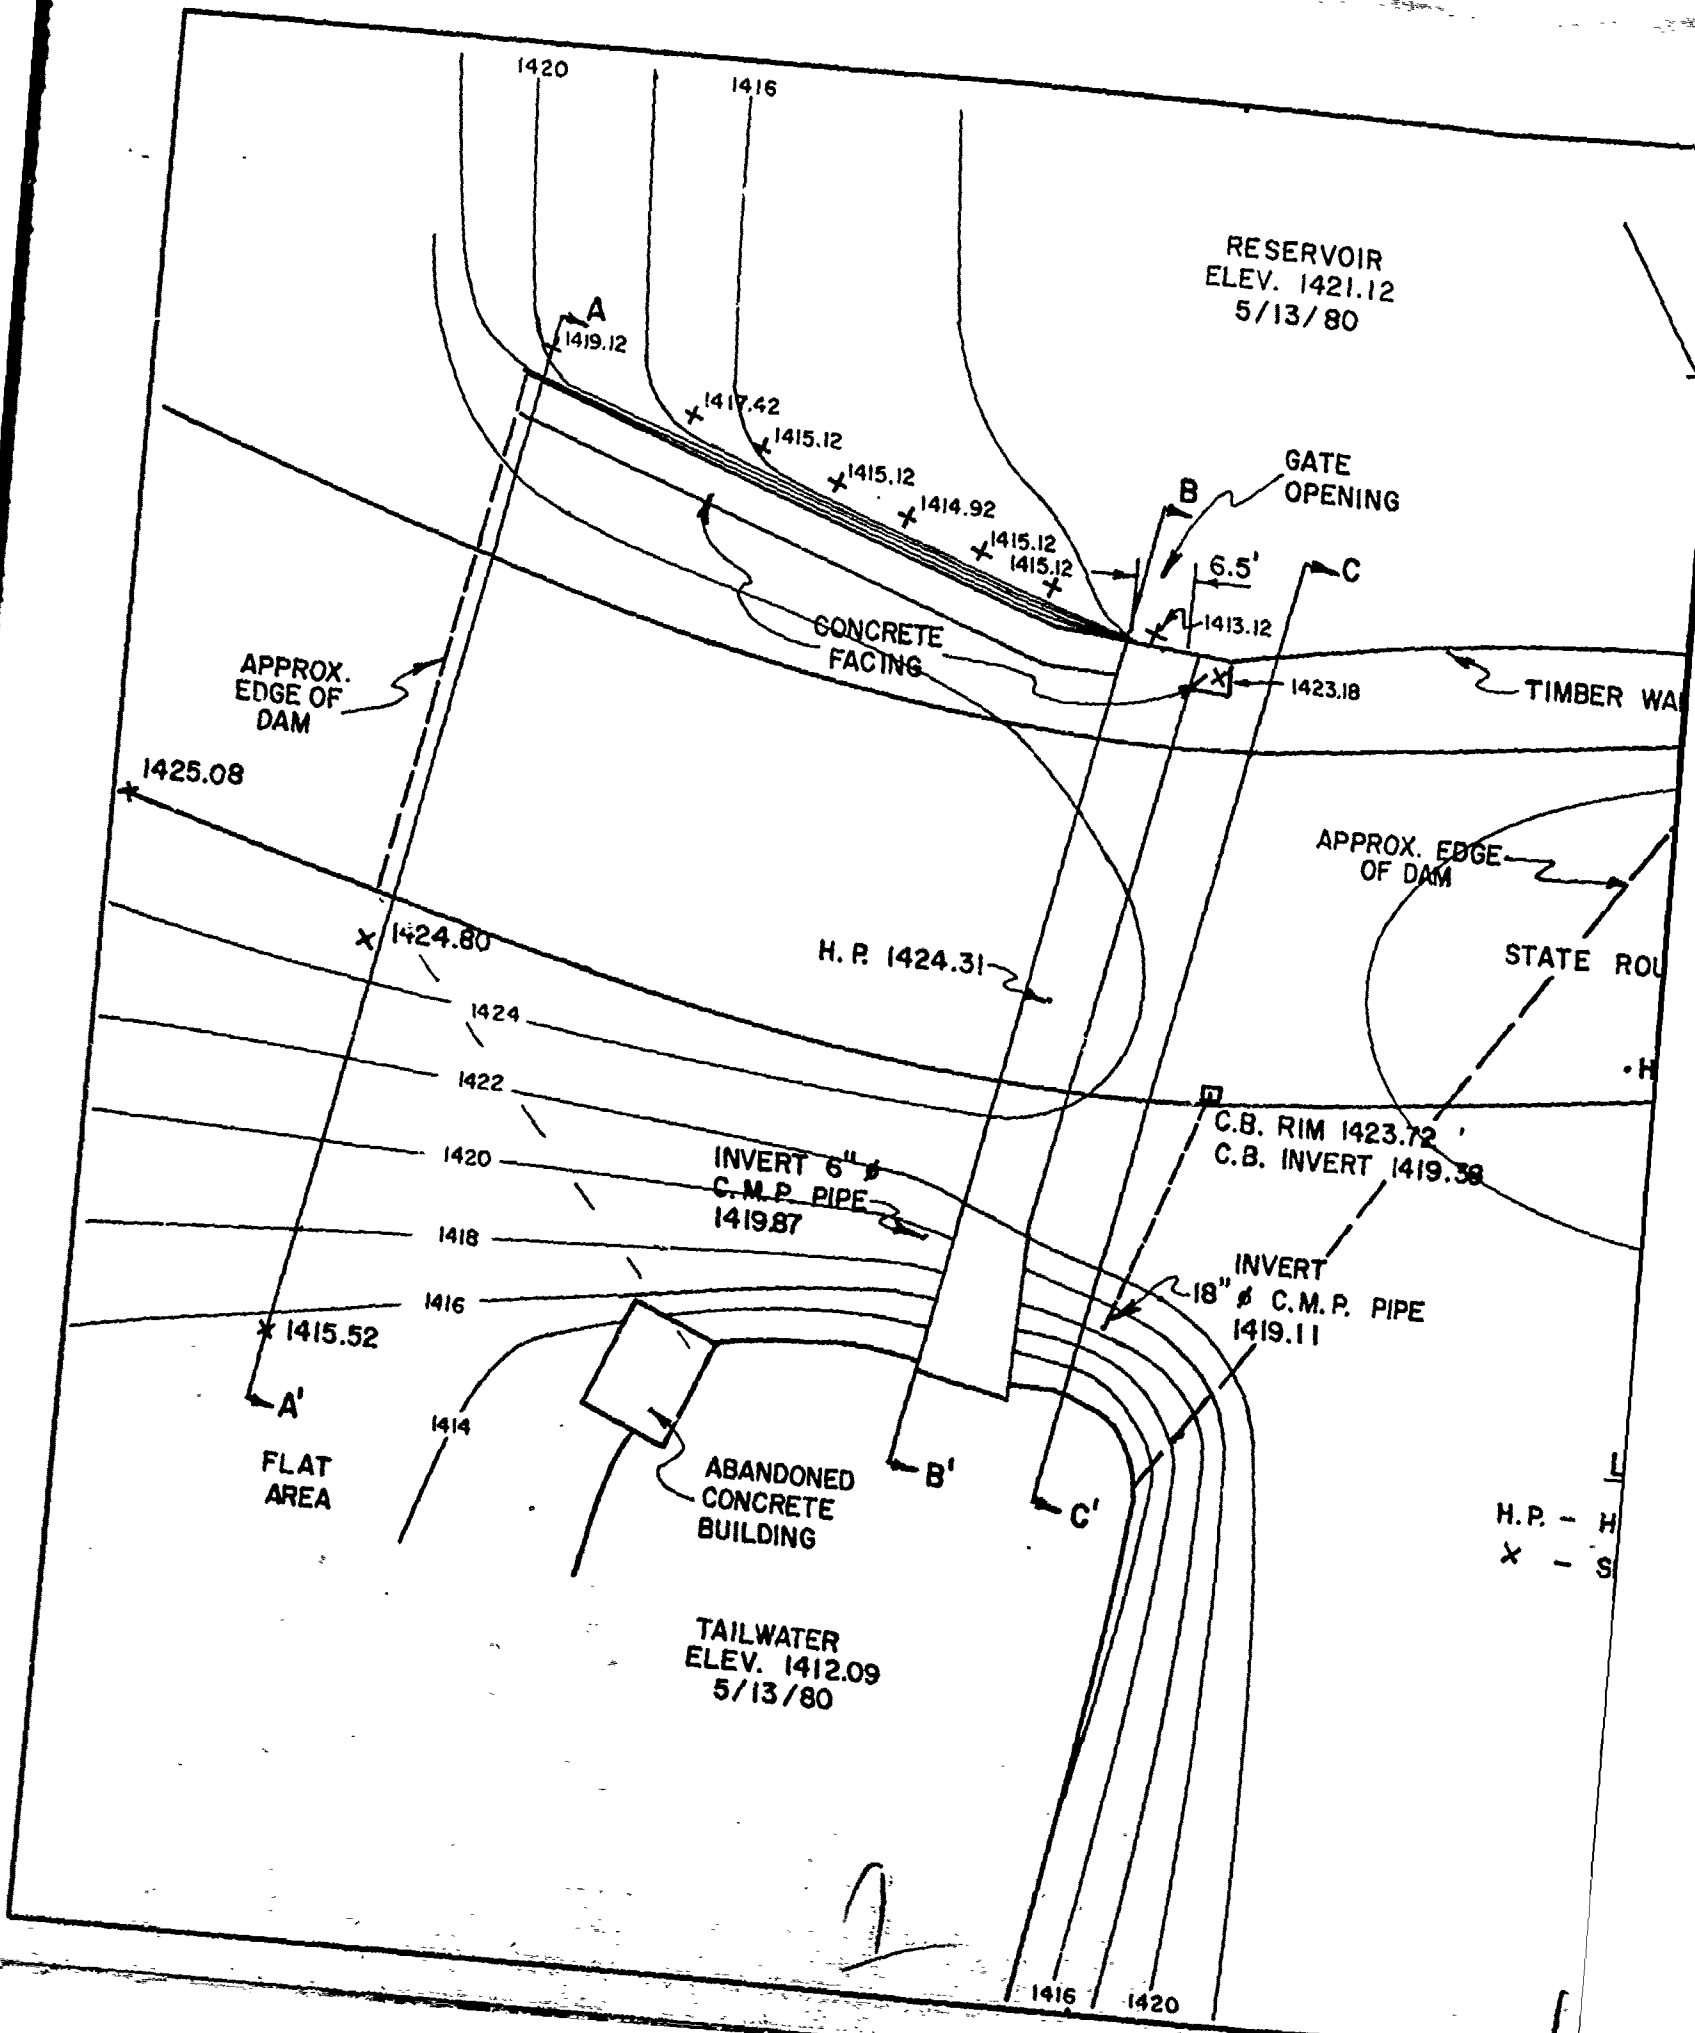 1420
1416
RESERVOIR
ELEV. 1421.12
5/13/80
A
1419.12
1417.42
1415.12
1415.12
1414.92
1415.12
1415.12
B
GATE
OPENING
6.5'
C
1413.12
CONCRETE
FACING
1423.18
TIMBER
APPROX.
EDGE OF
DAM
1425.08
APPROX. EDGE
OF DAM
1424.80
H.P. 1424.31
STATE
1424
1422
1420
1418
1416
INVERT 6" ø
C.M.P. PIPE
1419.87
C.B. RIM 1423.72
C.B. INVERT 1419.38
INVERT
18" ø C.M.P. PIPE
1419.11
1415.52
A'
1414
FLAT
AREA
ABANDONED
CONCRETE
BUILDING
B'
C'
H.P. -
x -
TAILWATER
ELEV. 1412.09
5/13/80
1416
1420